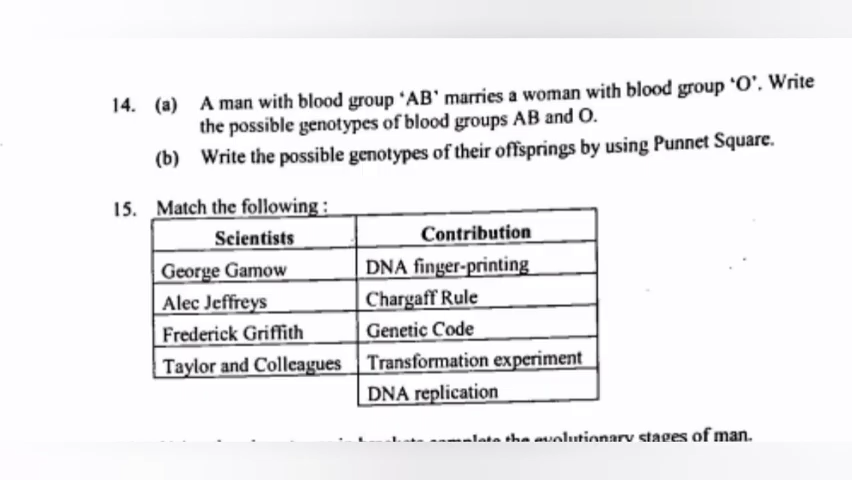 14. (a) A man with blood group ‘AB’ marries a woman with blood group ‘O’. Write
the possible genotypes of blood groups AB and O.
(b) Write the possible genotypes of their offsprings by using Punnet Square.
15. Match the following :
Scientists Contribution
George Gamow DNA finger-printing
Alec Jeffreys Chargaff Rule
Frederick Griffith Genetic Code
Taylor and Colleagues Transformation experiment
DNA replication
complete the evolutionary stages of man.